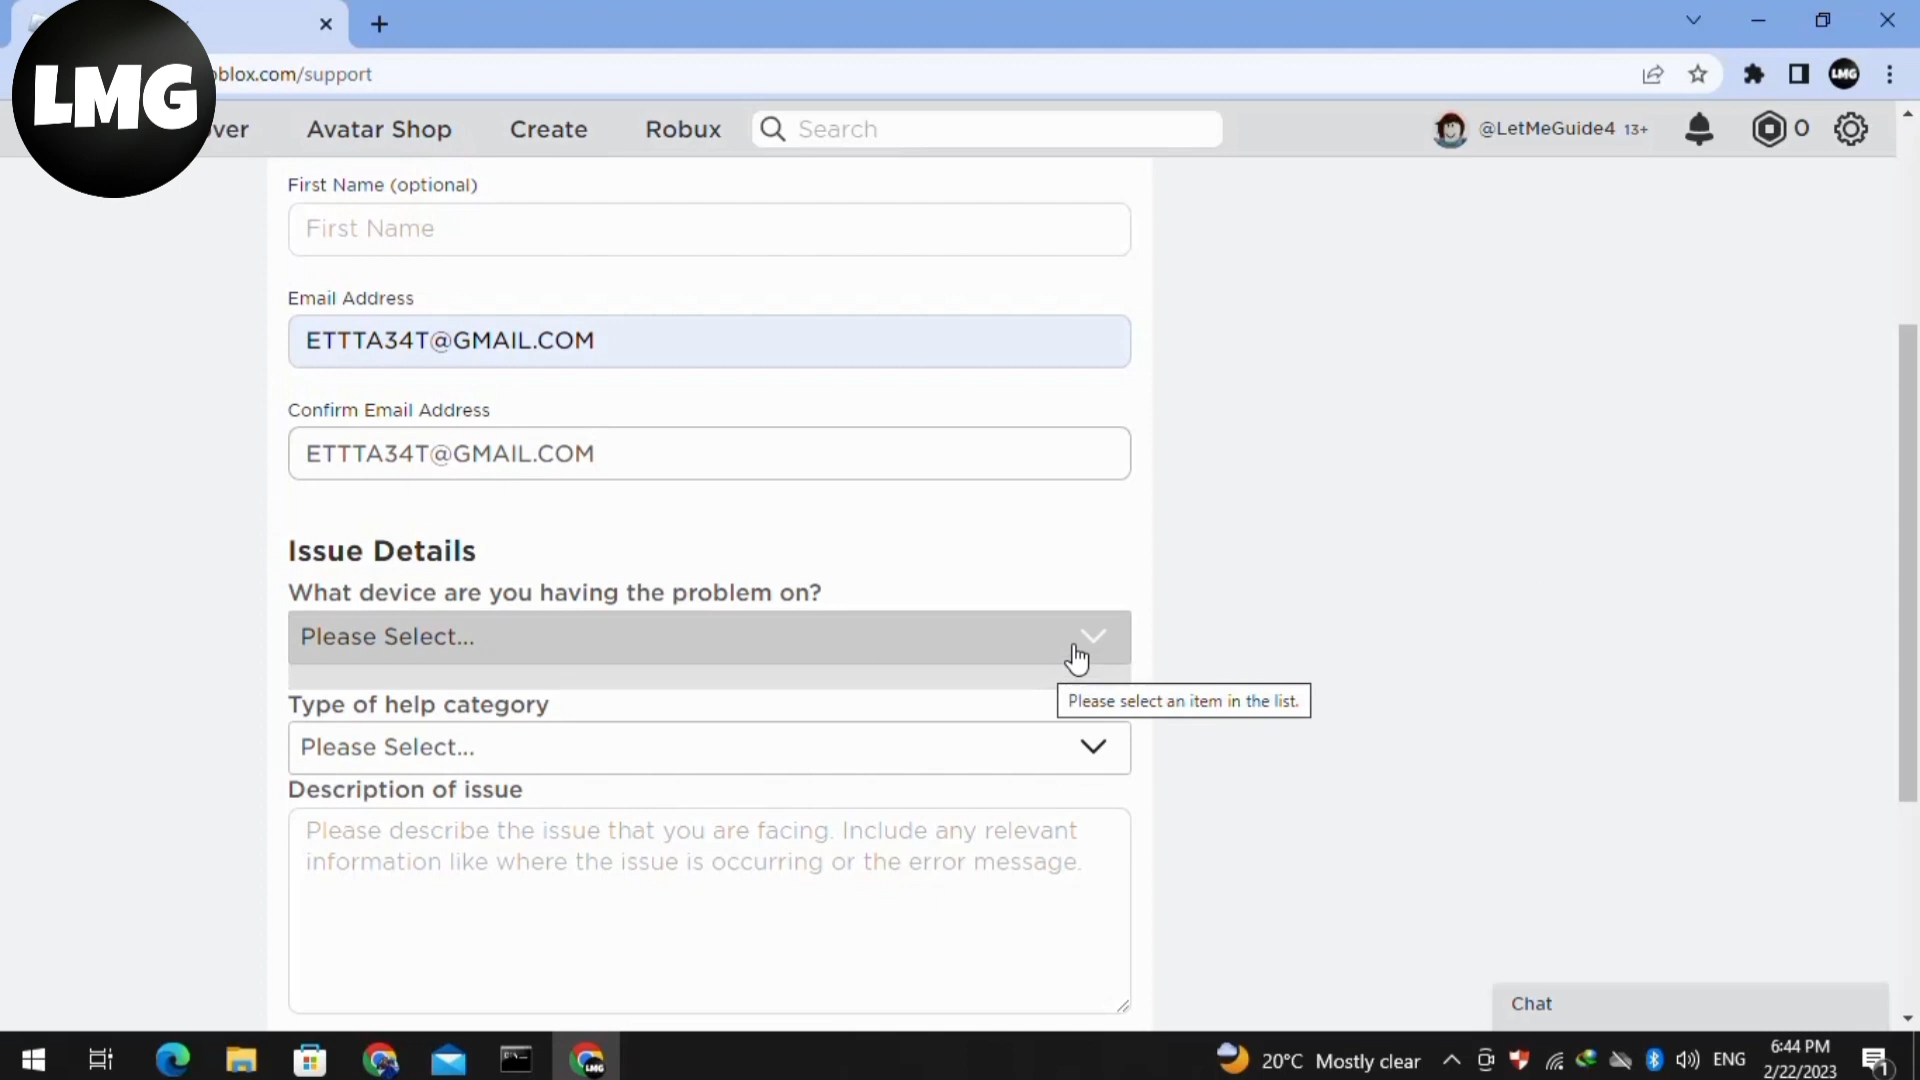 LMG
blox.com/support
LMG
ver
Avatar Shop
Create
Robux
Search
@LetMeGuide4 13+
0
First Name (optional)
First Name
Email Address
ETTTA34T@GMAIL.COM
Confirm Email Address
ETTTA34T@GMAIL.COM
Issue Details
What device are you having the problem on?
Please Select...
Please select an item in the list.
Type of help category
Please Select...
Description of issue
Please describe the issue that you are facing. Include any relevant
information like where the issue is occurring or the error message.
Chat
LMG
20°C Mostly clear
ENG
6:44 PM
2/22/2023
1